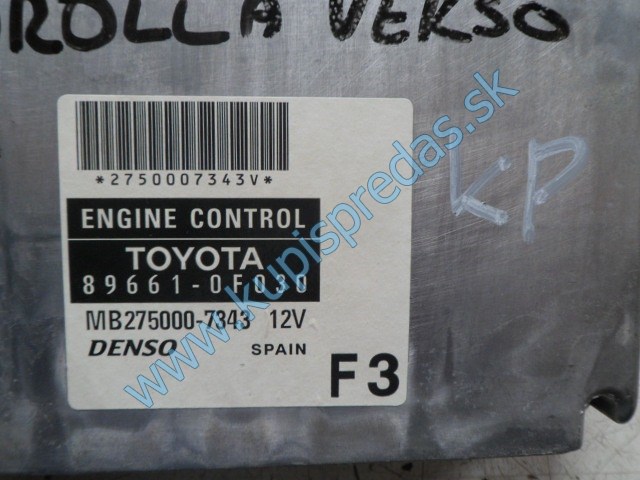 OROLLA VERSO
*2750007343V*
ENGINE CONTROL
TOYOTA
89661-0F030
MB275000-7343 12V
DENSO SPAIN
F3
KP
www.kupispredas.sk